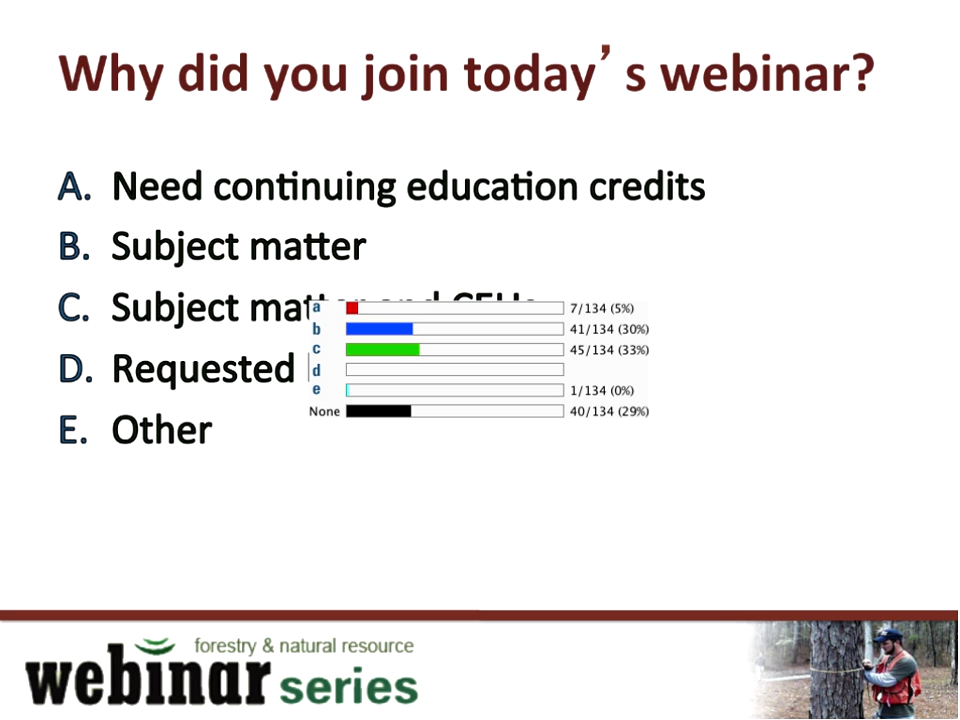 Why did you join today’s webinar?
A. Need continuing education credits
B. Subject matter
C. Subject matter and CEUs
D. Requested
E. Other
a 7/134 (5%)
b 41/134 (30%)
c 45/134 (33%)
d
e 1/134 (0%)
None 40/134 (29%)
forestry & natural resource
webinar series